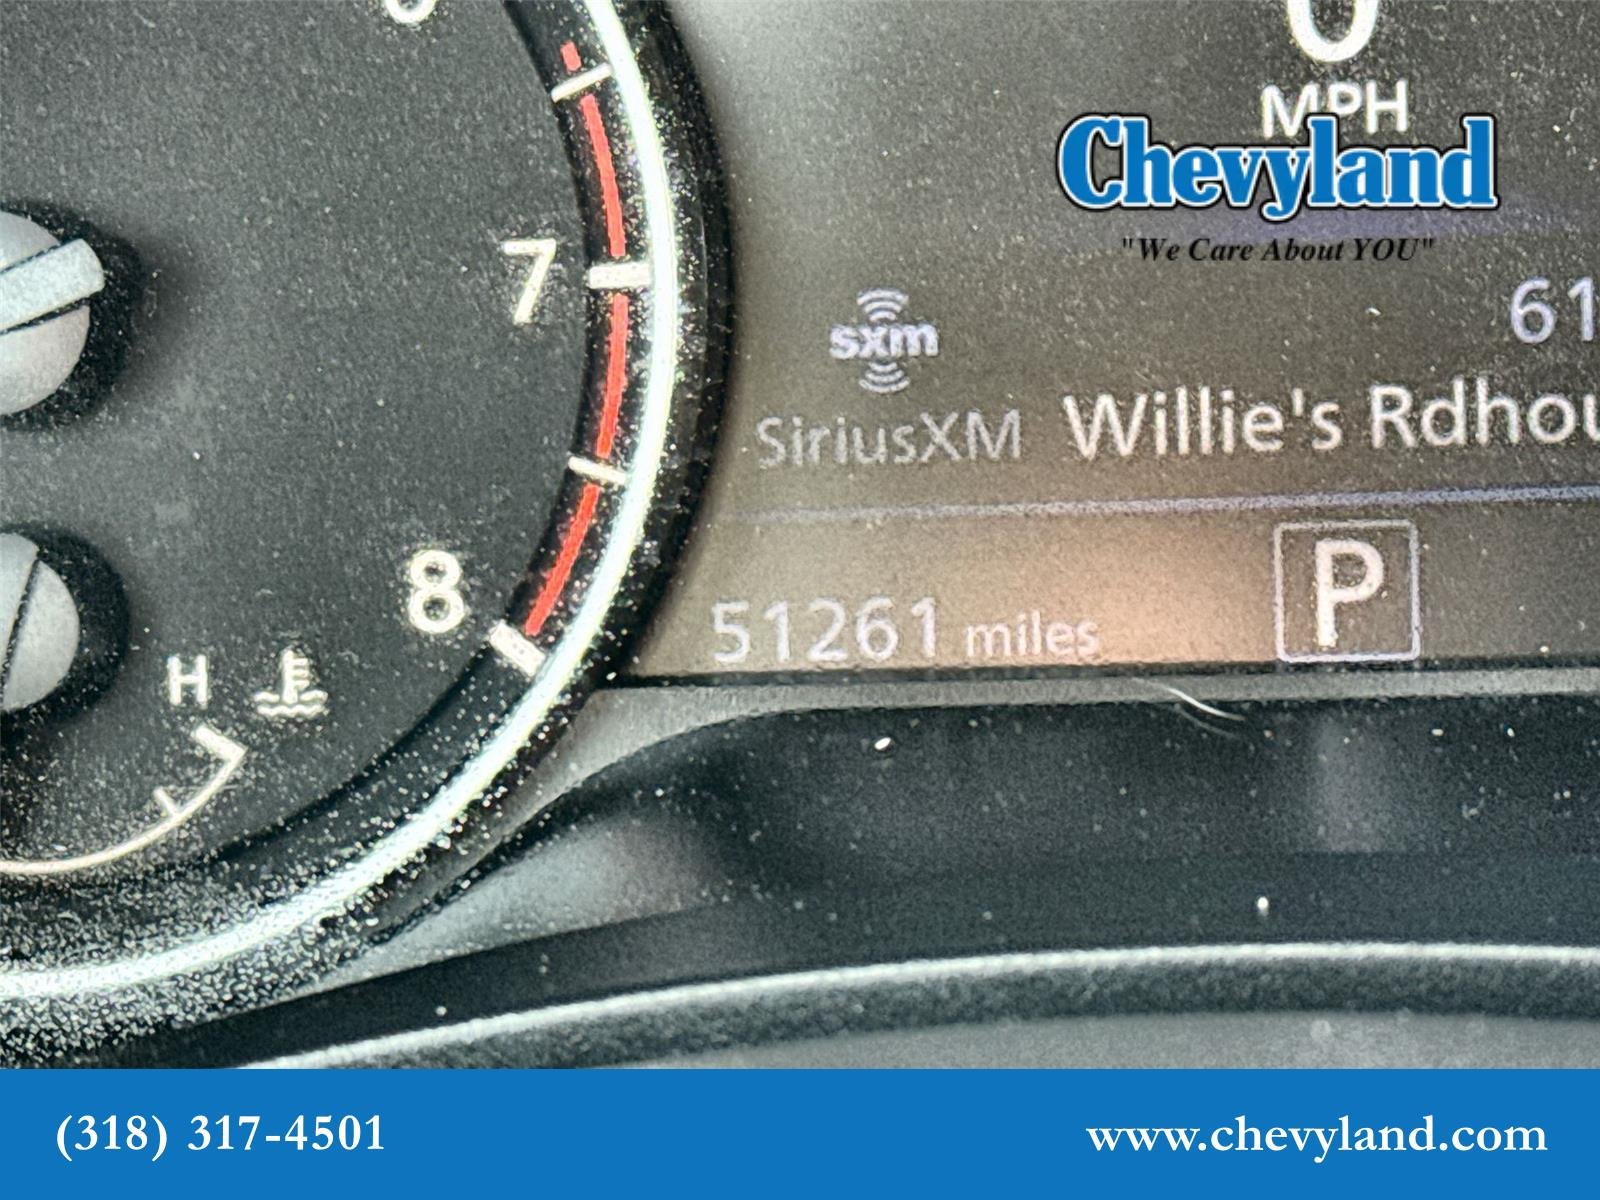 0
MPH
Chevyland
"We Care About YOU"
7
sxm
61
SiriusXM Willie's Rdhou
8
51261 miles P
H
(318) 317-4501
www.chevyland.com